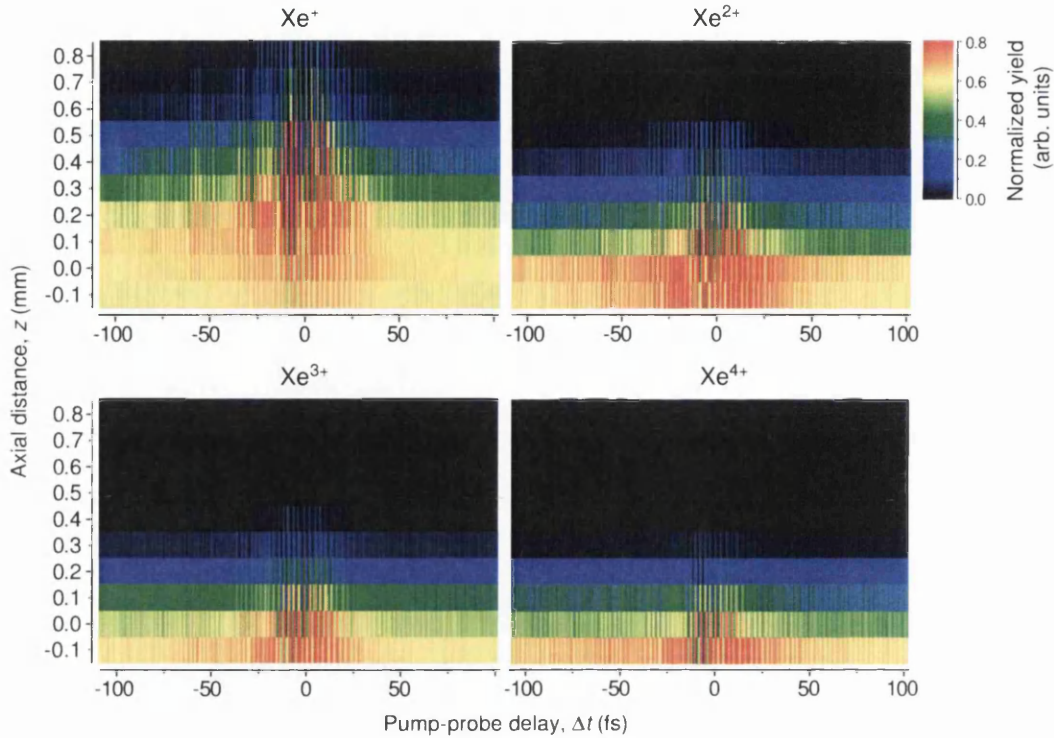 Xe⁺
Xe²⁺
0.8
0.7
0.6
0.5
0.4
0.3
0.2
0.1
0.0
-0.1
-100 -50 0 50
-100 -50 0 50 100
0.8
0.6
0.4
0.2
0.0
Normalized yield
(arb. units)
Axial distance, z (mm)
Xe³⁺
Xe⁴⁺
0.8
0.7
0.6
0.5
0.4
0.3
0.2
0.1
0.0
-0.1
-100 -50 0 50
-100 -50 0 50 100
Pump-probe delay, Δt (fs)